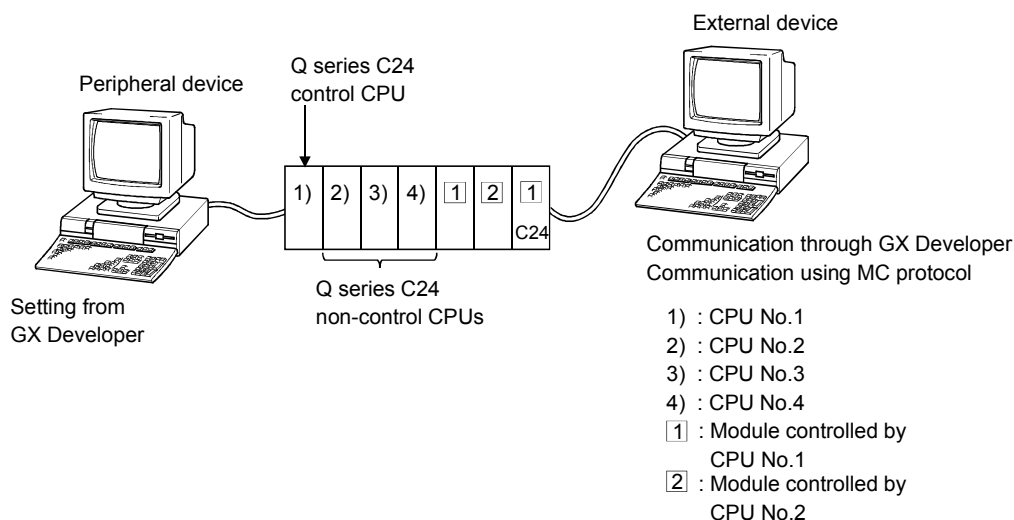 External device
Peripheral device
Q series C24
control CPU
1)
2)
3)
4)
1
2
1
C24
Q series C24
non-control CPUs
Setting from
GX Developer
Communication through GX Developer
Communication using MC protocol
1) : CPU No.1
2) : CPU No.2
3) : CPU No.3
4) : CPU No.4
1 : Module controlled by
CPU No.1
2 : Module controlled by
CPU No.2